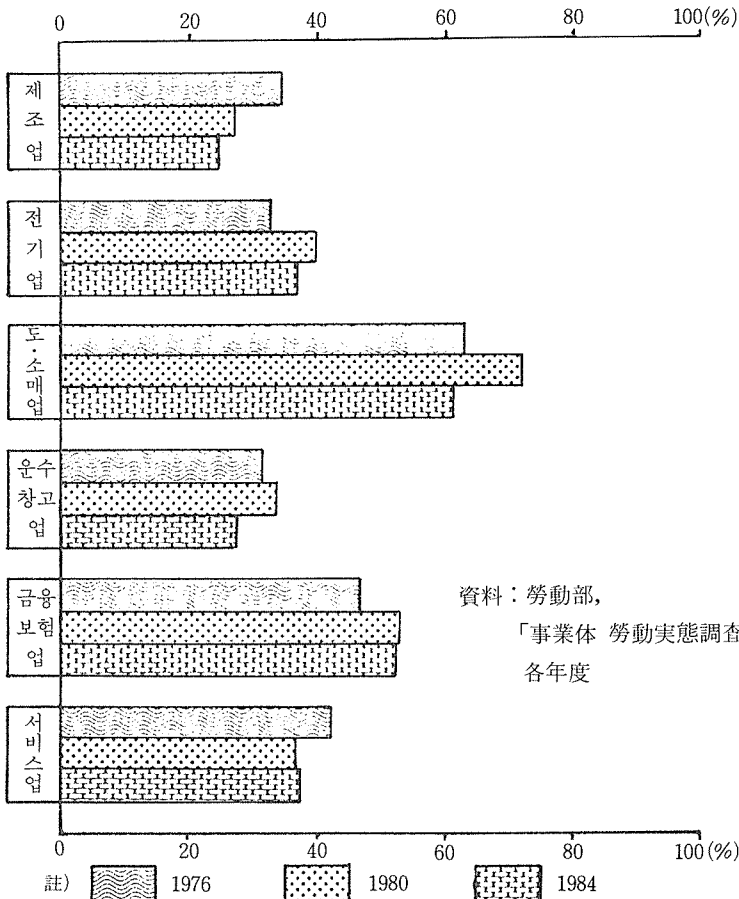 0 20 40 60 80 100(%)
제
조
업
전
기
업
도
·
소
매
업
운수
창고
업
금융
보험
업
資料：勞動部,
「事業体 勞動実態調査
各年度
서
비
스
업
0 20 40 60 80 100(%)
註) 1976 1980 1984